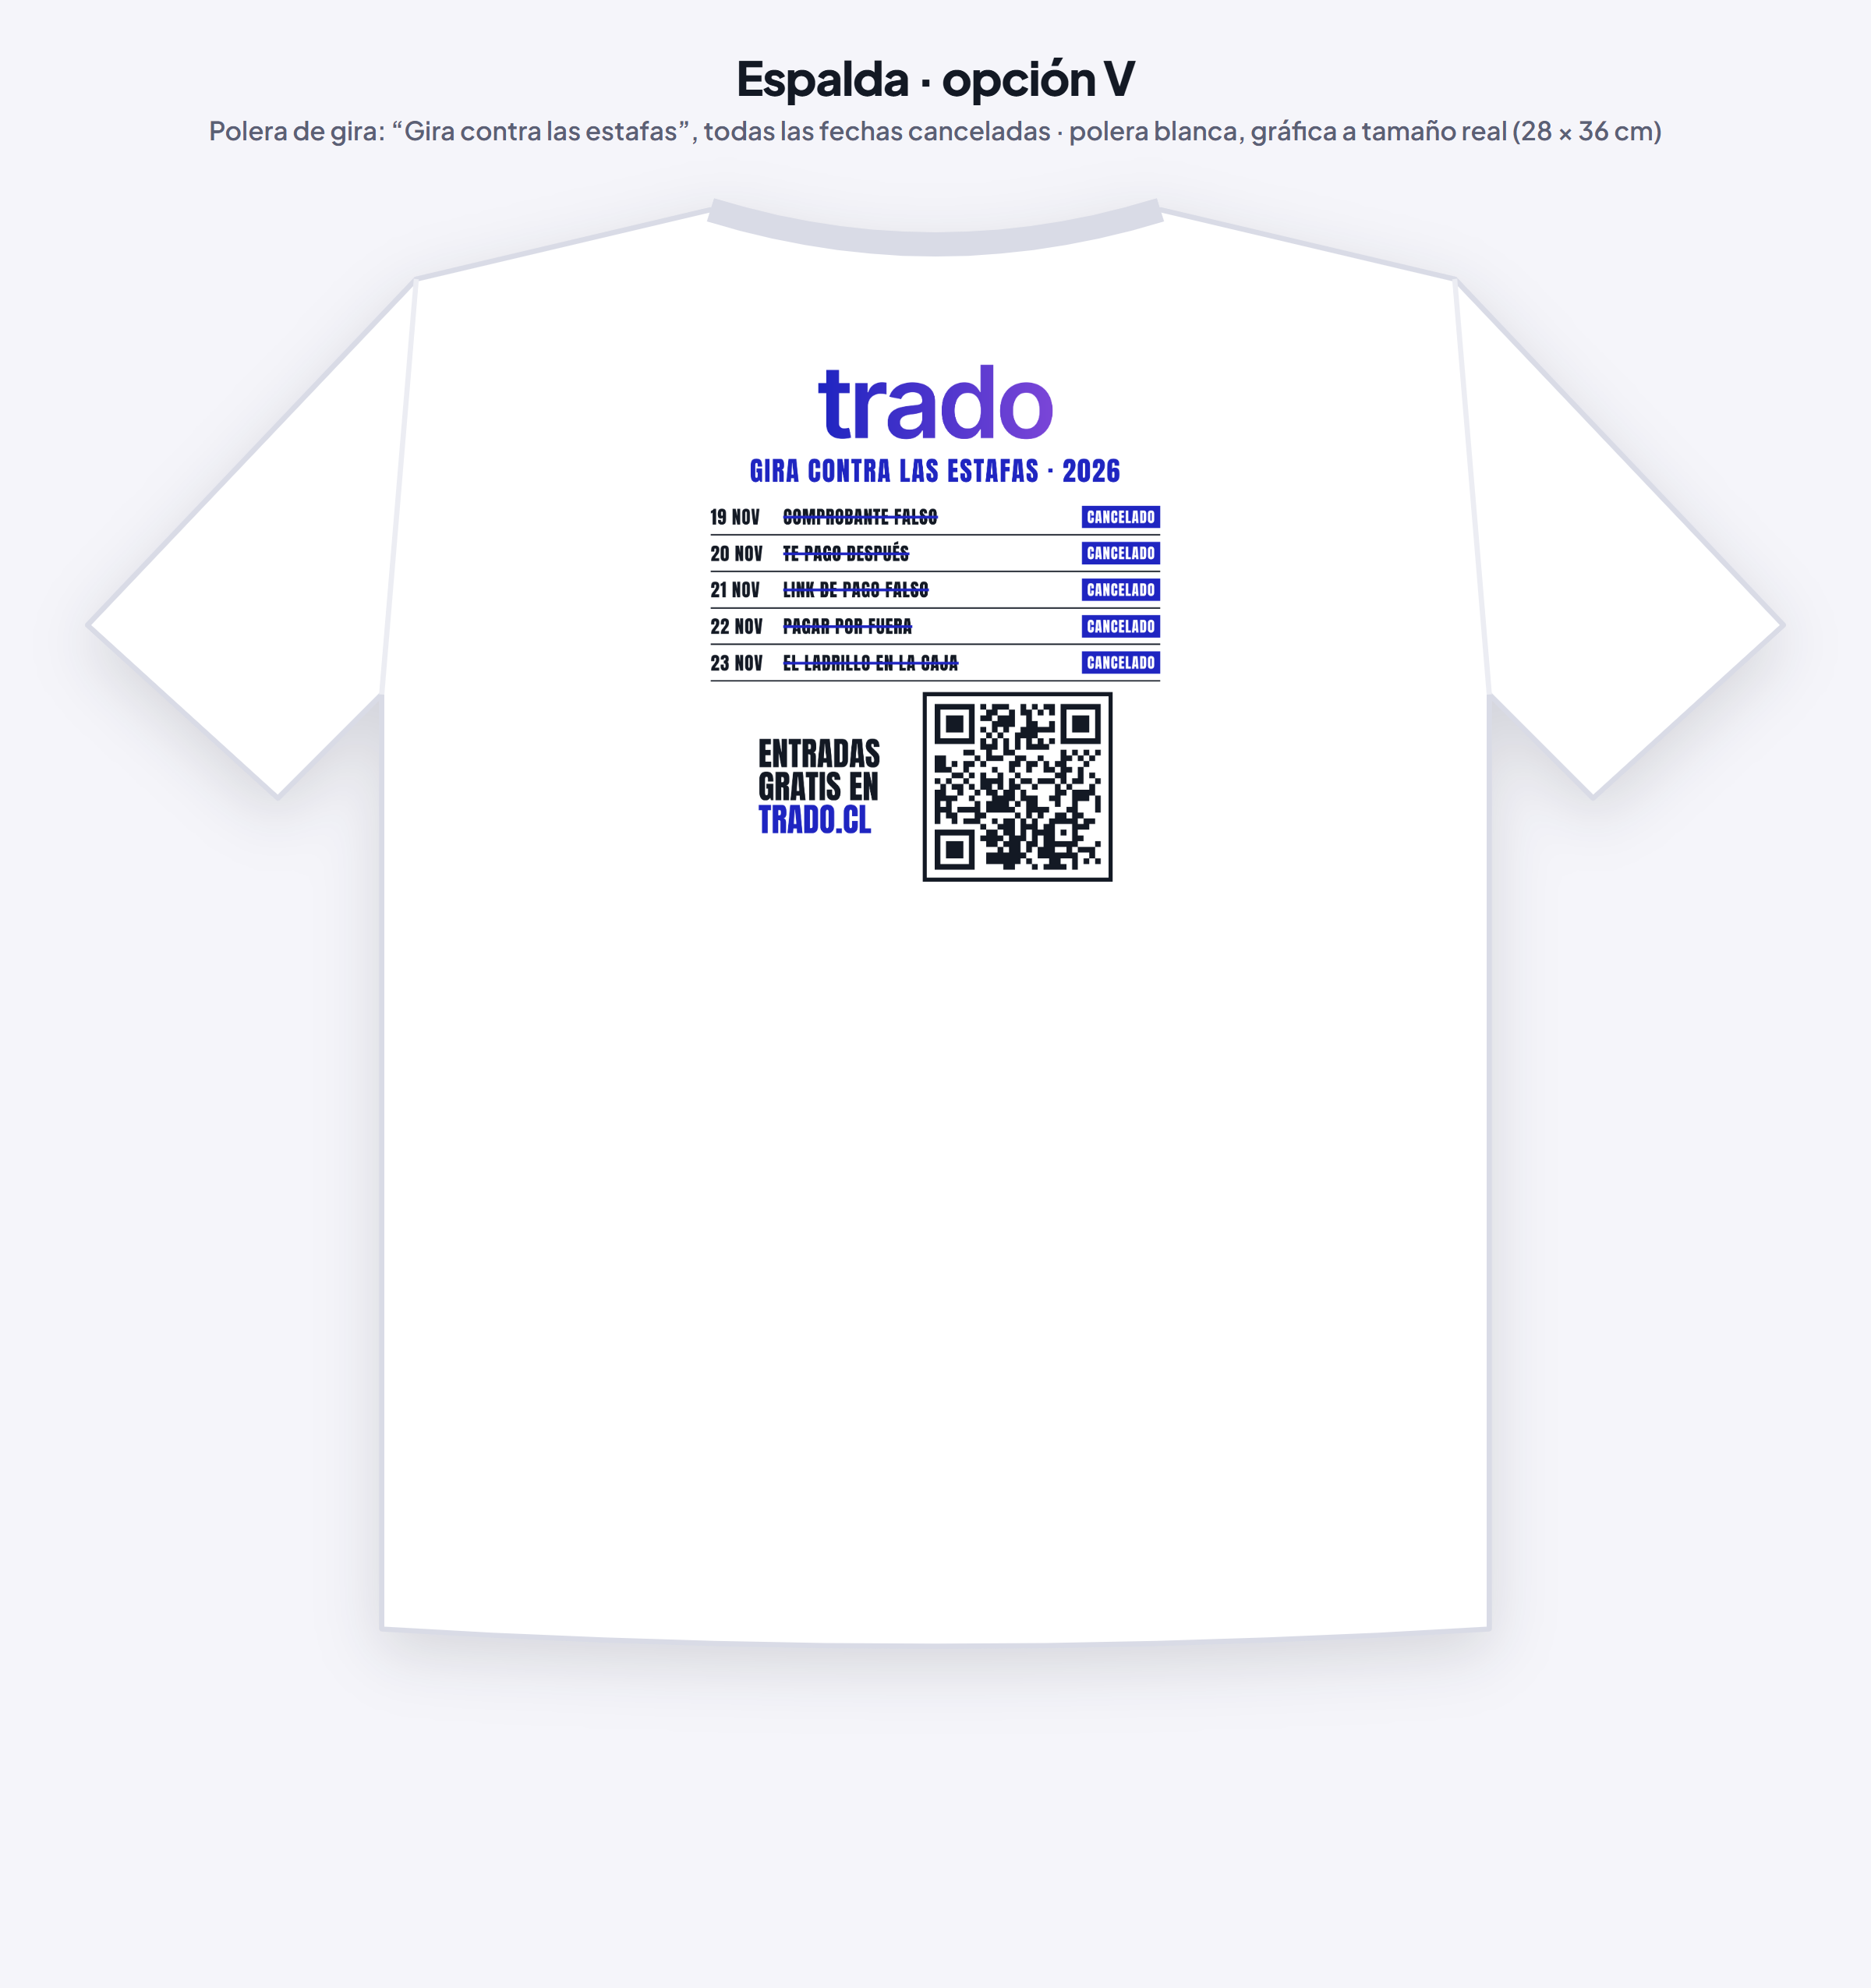 Espalda · opción V
Polera de gira: “Gira contra las estafas”, todas las fechas canceladas · polera blanca, gráfica a tamaño real (28 × 36 cm)
trado
GIRA CONTRA LAS ESTAFAS · 2026
19 NOV COMPROBANTE FALSO CANCELADO
20 NOV TE PAGO DESPUÉS CANCELADO
21 NOV LINK DE PAGO FALSO CANCELADO
22 NOV PAGAR POR FUERA CANCELADO
23 NOV EL LADRILLO EN LA CAJA CANCELADO
ENTRADAS
GRATIS EN
TRADO.CL